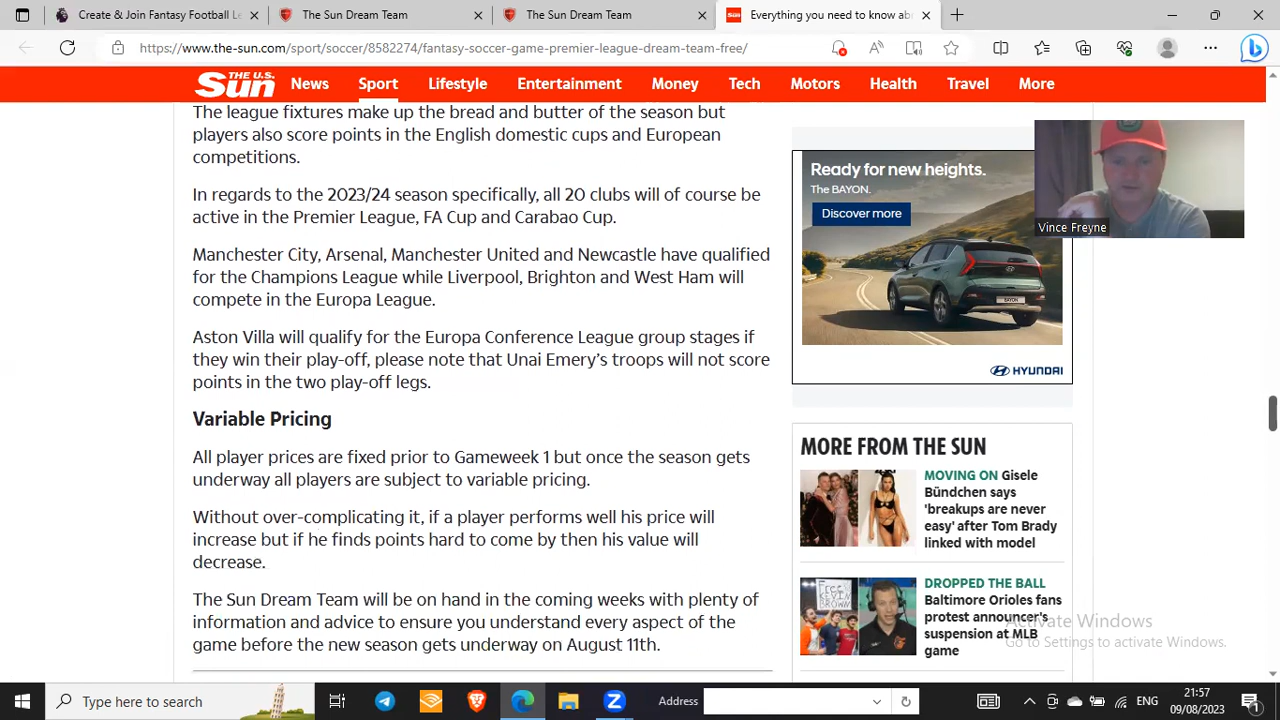 Create & Join Fantasy Football Le
The Sun Dream Team
The Sun Dream Team
Everything you need to know ab
https://www.the-sun.com/sport/soccer/8582274/fantasy-soccer-game-premier-league-dream-team-free/
THE U.S. Sun
News Sport Lifestyle Entertainment Money Tech Motors Health Travel More
The league fixtures make up the bread and butter of the season but
players also score points in the English domestic cups and European
competitions.
In regards to the 2023/24 season specifically, all 20 clubs will of course be
active in the Premier League, FA Cup and Carabao Cup.
Manchester City, Arsenal, Manchester United and Newcastle have qualified
for the Champions League while Liverpool, Brighton and West Ham will
compete in the Europa League.
Aston Villa will qualify for the Europa Conference League group stages if
they win their play-off, please note that Unai Emery's troops will not score
points in the two play-off legs.
Variable Pricing
All player prices are fixed prior to Gameweek 1 but once the season gets
underway all players are subject to variable pricing.
Without over-complicating it, if a player performs well his price will
increase but if he finds points hard to come by then his value will
decrease.
The Sun Dream Team will be on hand in the coming weeks with plenty of
information and advice to ensure you understand every aspect of the
game before the new season gets underway on August 11th.
Ready for new heights.
The BAYON.
Discover more
BAYON
HYUNDAI
Vince Freyne
MORE FROM THE SUN
MOVING ON Gisele
Bündchen says
'breakups are never
easy' after Tom Brady
linked with model
DROPPED THE BALL
Baltimore Orioles fans
protest announcer's
suspension at MLB
game
FREE KEVIN BROWN
Activate Windows
Go to Settings to activate Windows.
Type here to search
Address
ENG
21:57
09/08/2023
1